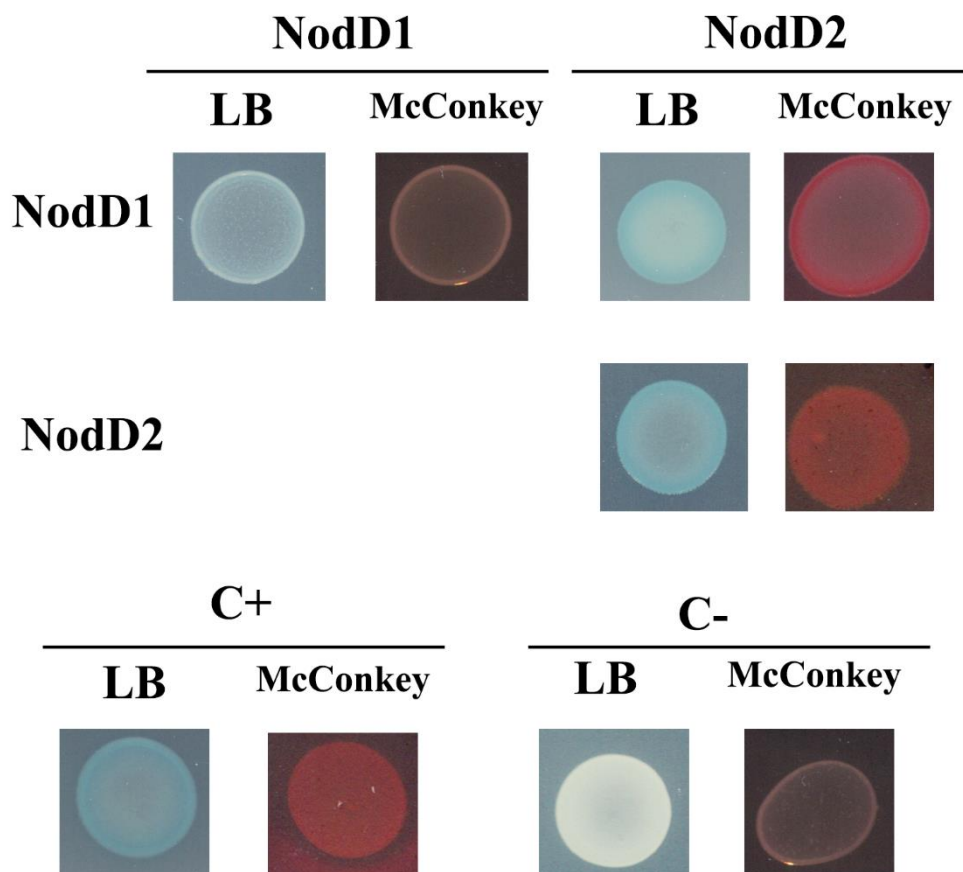 NodD1 NodD2
LB McConkey LB McConkey
NodD1
NodD2
C+ C-
LB McConkey LB McConkey